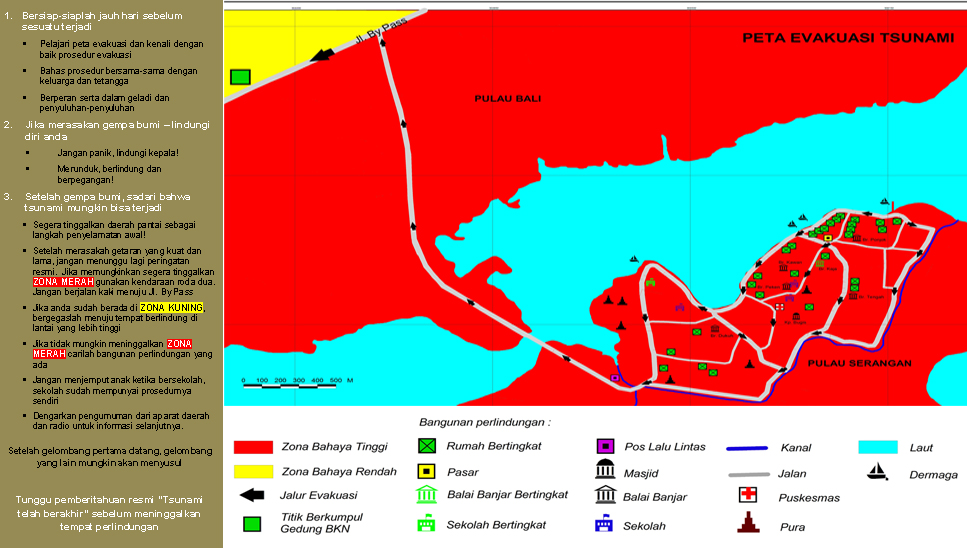 1. Bersiap-siaplah jauh hari sebelum
sesuatu terjadi
▪ Pelajari peta evakuasi dan kenali dengan
baik prosedur evakuasi
▪ Bahas prosedur bersama-sama dengan
keluarga dan tetangga
▪ Berperan serta dalam geladi dan
penyuluhan-penyuluhan
2. Jika merasakan gempa bumi – lindungi
diri anda
▪ Jangan panik, lindungi kepala!
▪ Merunduk, berlindung dan
berpegangan!
3. Setelah gempa bumi, sadari bahwa
tsunami mungkin bisa terjadi
▪ Segera tinggalkan daerah pantai sebagai
langkah penyelamatan awal!
▪ Setelah merasakah getaran yang kuat dan
lama, jangan menunggu lagi peringatan
resmi. Jika memungkinkan segera tinggalkan
ZONA MERAH gunakan kendaraan roda dua.
Jangan berjalan kaki menuju Jl. By Pass
▪ Jika anda sudah berada di ZONA KUNING,
bergegaslah menuju tempat berlindung di
lantai yang lebih tinggi
▪ Jika tidak mungkin meninggalkan ZONA
MERAH carilah bangunan perlindungan yang
ada
▪ Jangan menjemput anak ketika bersekolah,
sekolah sudah mempunyai prosedurnya
sendiri
▪ Dengarkan pengumuman dari aparat daerah
dan radio untuk informasi selanjutnya.
Setelah gelombang pertama datang, gelombang
yang lain mungkin akan menyusul
Tunggu pemberitahuan resmi "Tsunami
telah berakhir" sebelum meninggalkan
tempat perlindungan
Jl. By Pass
PETA EVAKUASI TSUNAMI
PULAU BALI
PULAU SERANGAN
0 100 200 300 400 500 M
Bangunan perlindungan :
Zona Bahaya Tinggi
Rumah Bertingkat
Pos Lalu Lintas
Kanal
Laut
Zona Bahaya Rendah
Pasar
Masjid
Jalan
Dermaga
Jalur Evakuasi
Balai Banjar Bertingkat
Balai Banjar
Puskesmas
Titik Berkumpul
Gedung BKN
Sekolah Bertingkat
Sekolah
Pura